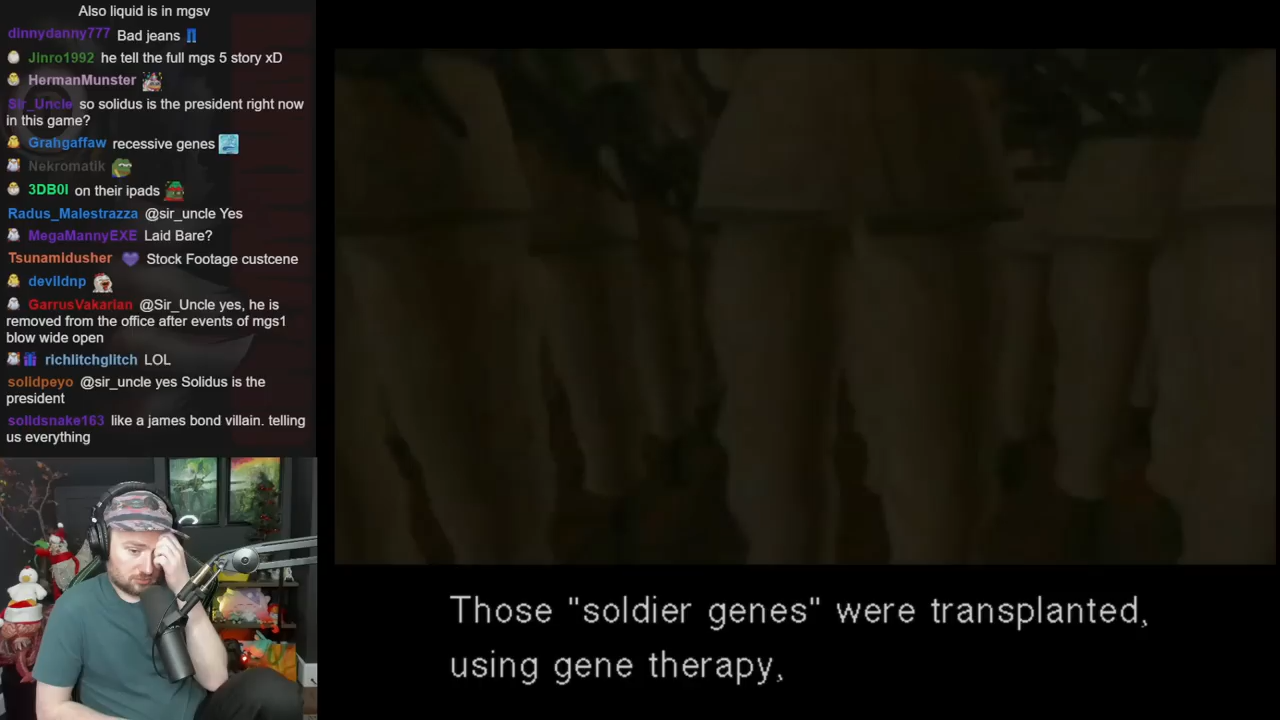 Also liquid is in mgsv
dinnydanny777 Bad jeans
Jinro1992 he tell the full mgs 5 story xD
HermanMunster
Sir_Uncle so solidus is the president right now
in this game?
Grahgaffaw recessive genes
Nekromatik
3DB0I on their ipads
Radus_Malestrazza @sir_uncle Yes
MegaMannyEXE Laid Bare?
Tsunamidusher Stock Footage custcene
devildnp
GarrusVakarian @Sir_Uncle yes, he is
removed from the office after events of mgs1
blow wide open
richlitchglitch LOL
solidpeyo @sir_uncle yes Solidus is the
president
solidsnake163 like a james bond villain. telling
us everything
Those "soldier genes" were transplanted,
using gene therapy,